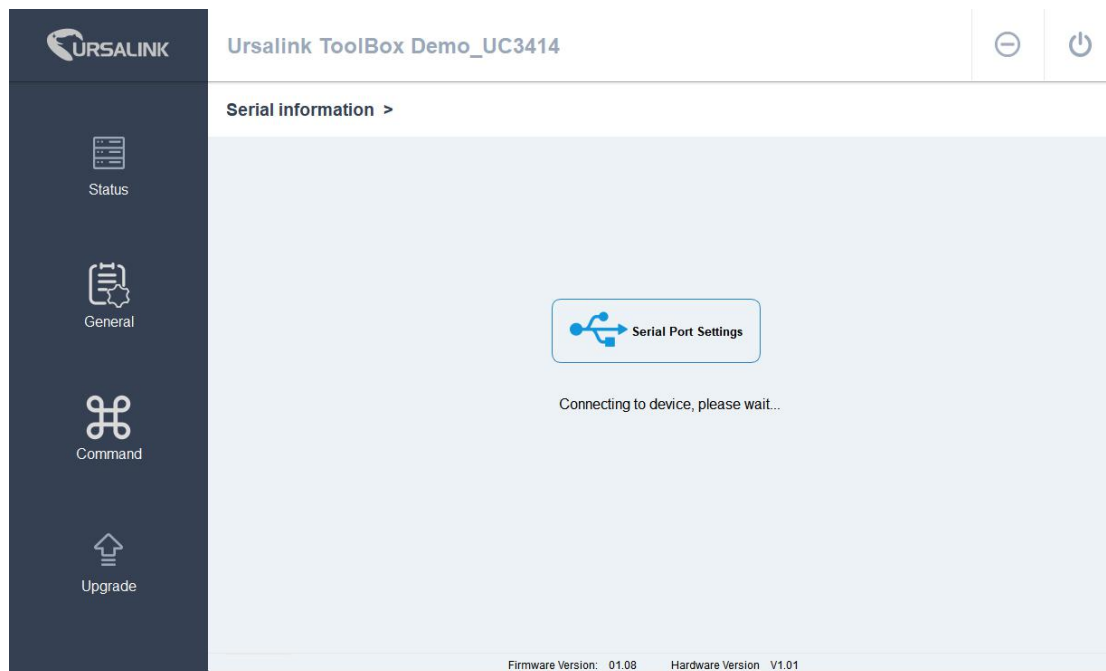 URSALINK
Ursalink ToolBox Demo_UC3414
Serial information >
Status
General
Command
Upgrade
Serial Port Settings
Connecting to device, please wait...
Firmware Version: 01.08 Hardware Version V1.01